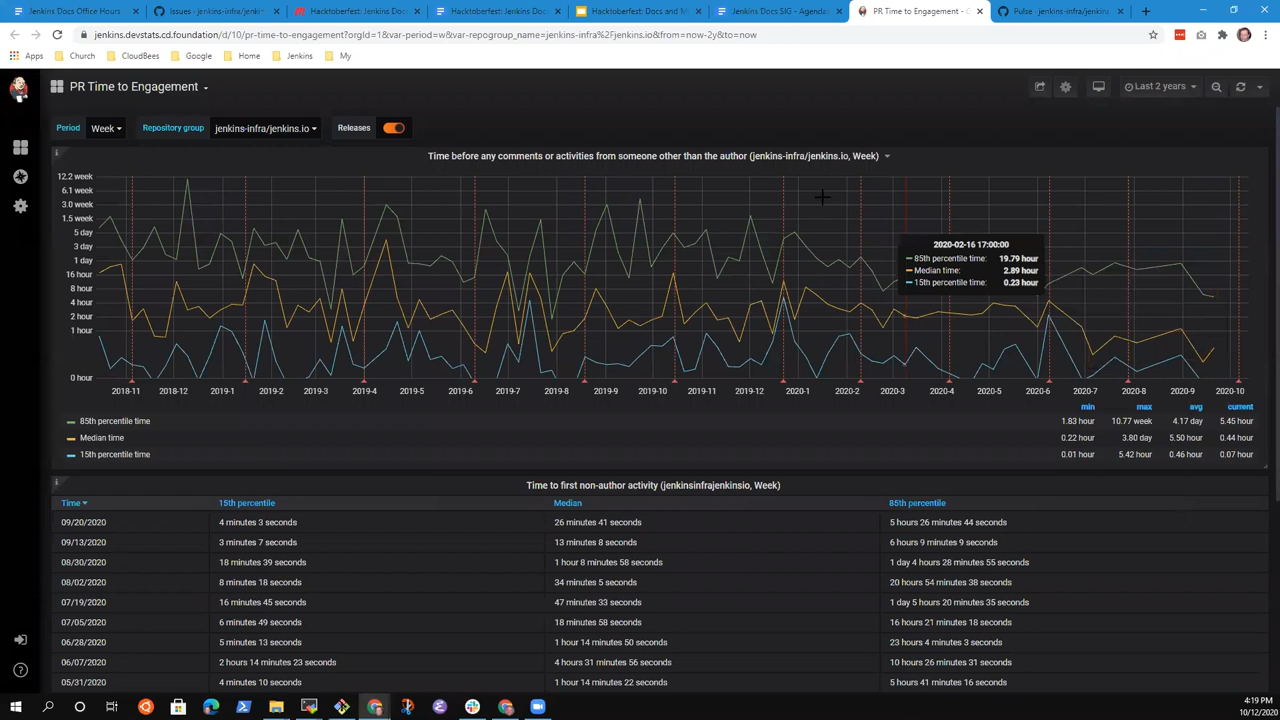 Jenkins Docs Office Hours
Issues · jenkins-infra/jenkin
Hacktoberfest: Jenkins Doc
Hacktoberfest: Jenkins Doc
Hacktoberfest: Docs and M
Jenkins Docs SIG - Agenda
PR Time to Engagement - G
Pulse · jenkins-infra/jenkin
jenkins.devstats.cd.foundation/d/10/pr-time-to-engagement?orgId=1&var-period=w&var-repogroup_name=jenkins-infra%2Fjenkins.io&from=now-2y&to=now
Apps
Church
CloudBees
Google
Home
Jenkins
My
PR Time to Engagement
Last 2 years
Period
Week
Repository group
jenkins-infra/jenkins.io
Releases
Time before any comments or activities from someone other than the author (jenkins-infra/jenkins.io, Week)
12.2 week
6.1 week
3.0 week
1.5 week
5 day
3 day
1 day
16 hour
8 hour
4 hour
2 hour
1 hour
0 hour
2020-02-16 17:00:00
85th percentile time: 19.79 hour
Median time: 2.89 hour
15th percentile time: 0.23 hour
2018-11 2018-12 2019-1 2019-2 2019-3 2019-4 2019-5 2019-6 2019-7 2019-8 2019-9 2019-10 2019-11 2019-12 2020-1 2020-2 2020-3 2020-4 2020-5 2020-6 2020-7 2020-8 2020-9 2020-10
min max avg current
85th percentile time 1.83 hour 10.77 week 4.17 day 5.45 hour
Median time 0.22 hour 3.80 day 5.50 hour 0.44 hour
15th percentile time 0.01 hour 5.42 hour 0.46 hour 0.07 hour
Time to first non-author activity (jenkinsinfrajenkinsio, Week)
Time 15th percentile Median 85th percentile
09/20/2020 4 minutes 3 seconds 26 minutes 41 seconds 5 hours 26 minutes 44 seconds
09/13/2020 3 minutes 7 seconds 13 minutes 8 seconds 6 hours 9 minutes 9 seconds
08/30/2020 18 minutes 39 seconds 1 hour 8 minutes 58 seconds 1 day 4 hours 28 minutes 55 seconds
08/02/2020 8 minutes 18 seconds 34 minutes 5 seconds 20 hours 54 minutes 38 seconds
07/19/2020 16 minutes 45 seconds 47 minutes 33 seconds 1 day 5 hours 20 minutes 35 seconds
07/05/2020 6 minutes 49 seconds 18 minutes 58 seconds 16 hours 21 minutes 18 seconds
06/28/2020 5 minutes 13 seconds 1 hour 14 minutes 50 seconds 23 hours 4 minutes 3 seconds
06/07/2020 2 hours 14 minutes 23 seconds 4 hours 31 minutes 56 seconds 10 hours 26 minutes 31 seconds
05/31/2020 4 minutes 10 seconds 1 hour 14 minutes 22 seconds 5 hours 41 minutes 16 seconds
4:19 PM
10/12/2020